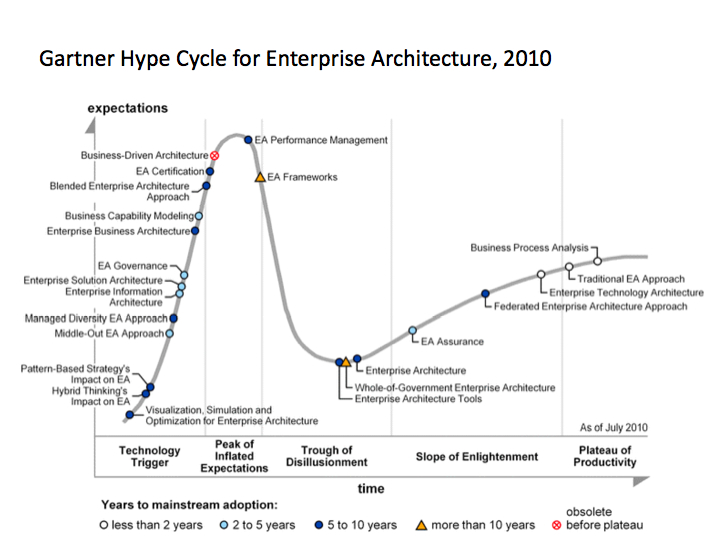 Gartner Hype Cycle for Enterprise Architecture, 2010
expectations
EA Performance Management
Business-Driven Architecture
EA Certification
EA Frameworks
Blended Enterprise Architecture
Approach
Business Capability Modeling
Enterprise Business Architecture
Business Process Analysis
EA Governance
Traditional EA Approach
Enterprise Solution Architecture
Enterprise Technology Architecture
Enterprise Information
Architecture
Federated Enterprise Architecture Approach
Managed Diversity EA Approach
Middle-Out EA Approach
EA Assurance
Pattern-Based Strategy's
Impact on EA
Enterprise Architecture
Hybrid Thinking's
Impact on EA
Whole-of-Government Enterprise Architecture
Enterprise Architecture Tools
Visualization, Simulation and
Optimization for Enterprise Architecture
As of July 2010
Technology
Trigger
Peak of
Inflated
Expectations
Trough of
Disillusionment
Slope of Enlightenment
Plateau of
Productivity
time
Years to mainstream adoption:
less than 2 years
2 to 5 years
5 to 10 years
more than 10 years
obsolete
before plateau